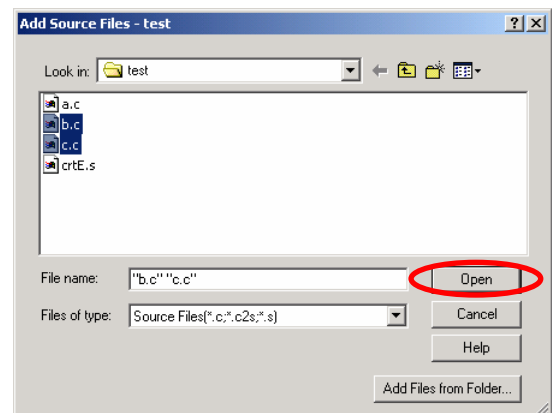 Add Source Files - test
Look in: test
a.c
b.c
c.c
crtE.s
File name: "b.c" "c.c" Open
Files of type: Source Files(*.c;*.c2s;*.s) Cancel
Help
Add Files from Folder...